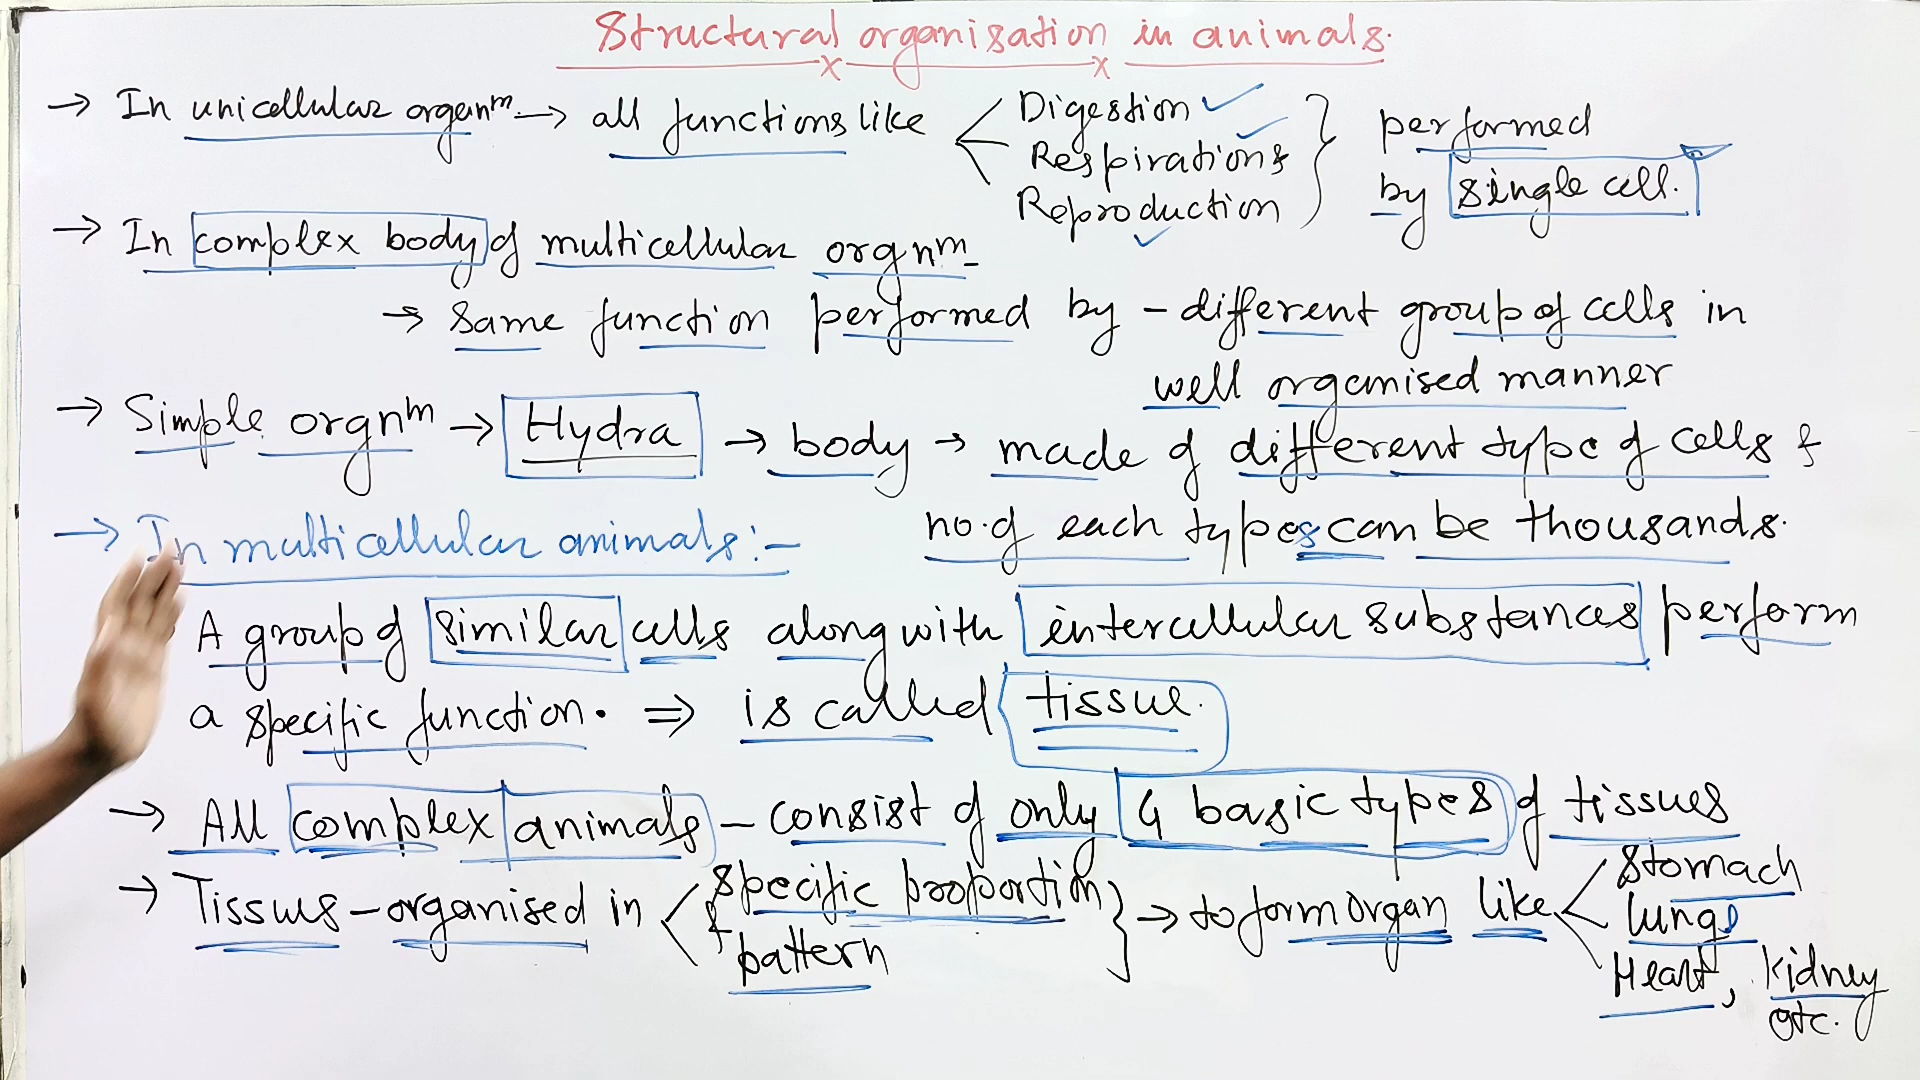 Structural organisation in animals.
→ In unicellular orgenᵐ → all functions like < Digestion ✓ Respirations ✓ Reproduction ✓ } performed by single cell.
→ In complex body of multicellular orgnᵐ -
→ Same function performed by - different group of cells in
well organised manner
→ Simple orgnᵐ → Hydra → body → made of different type of cells &
no. of each types can be thousands.
→ In multicellular animals :-
A group of similar cells along with intercellular substances perform
a specific function. ⇒ is called tissue.
→ All complex animals - consist of only 4 basic types of tissues
→ Tissues - organised in < specific proportion & pattern } → to form organ like < Stomach
lungs
Heart, Kidney
etc.